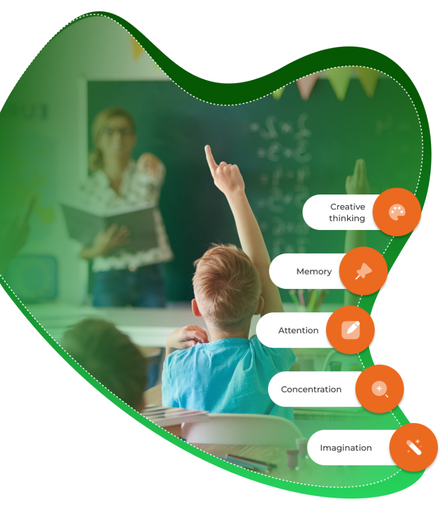 Creative
thinking
Memory
Attention
Concentration
Imagination